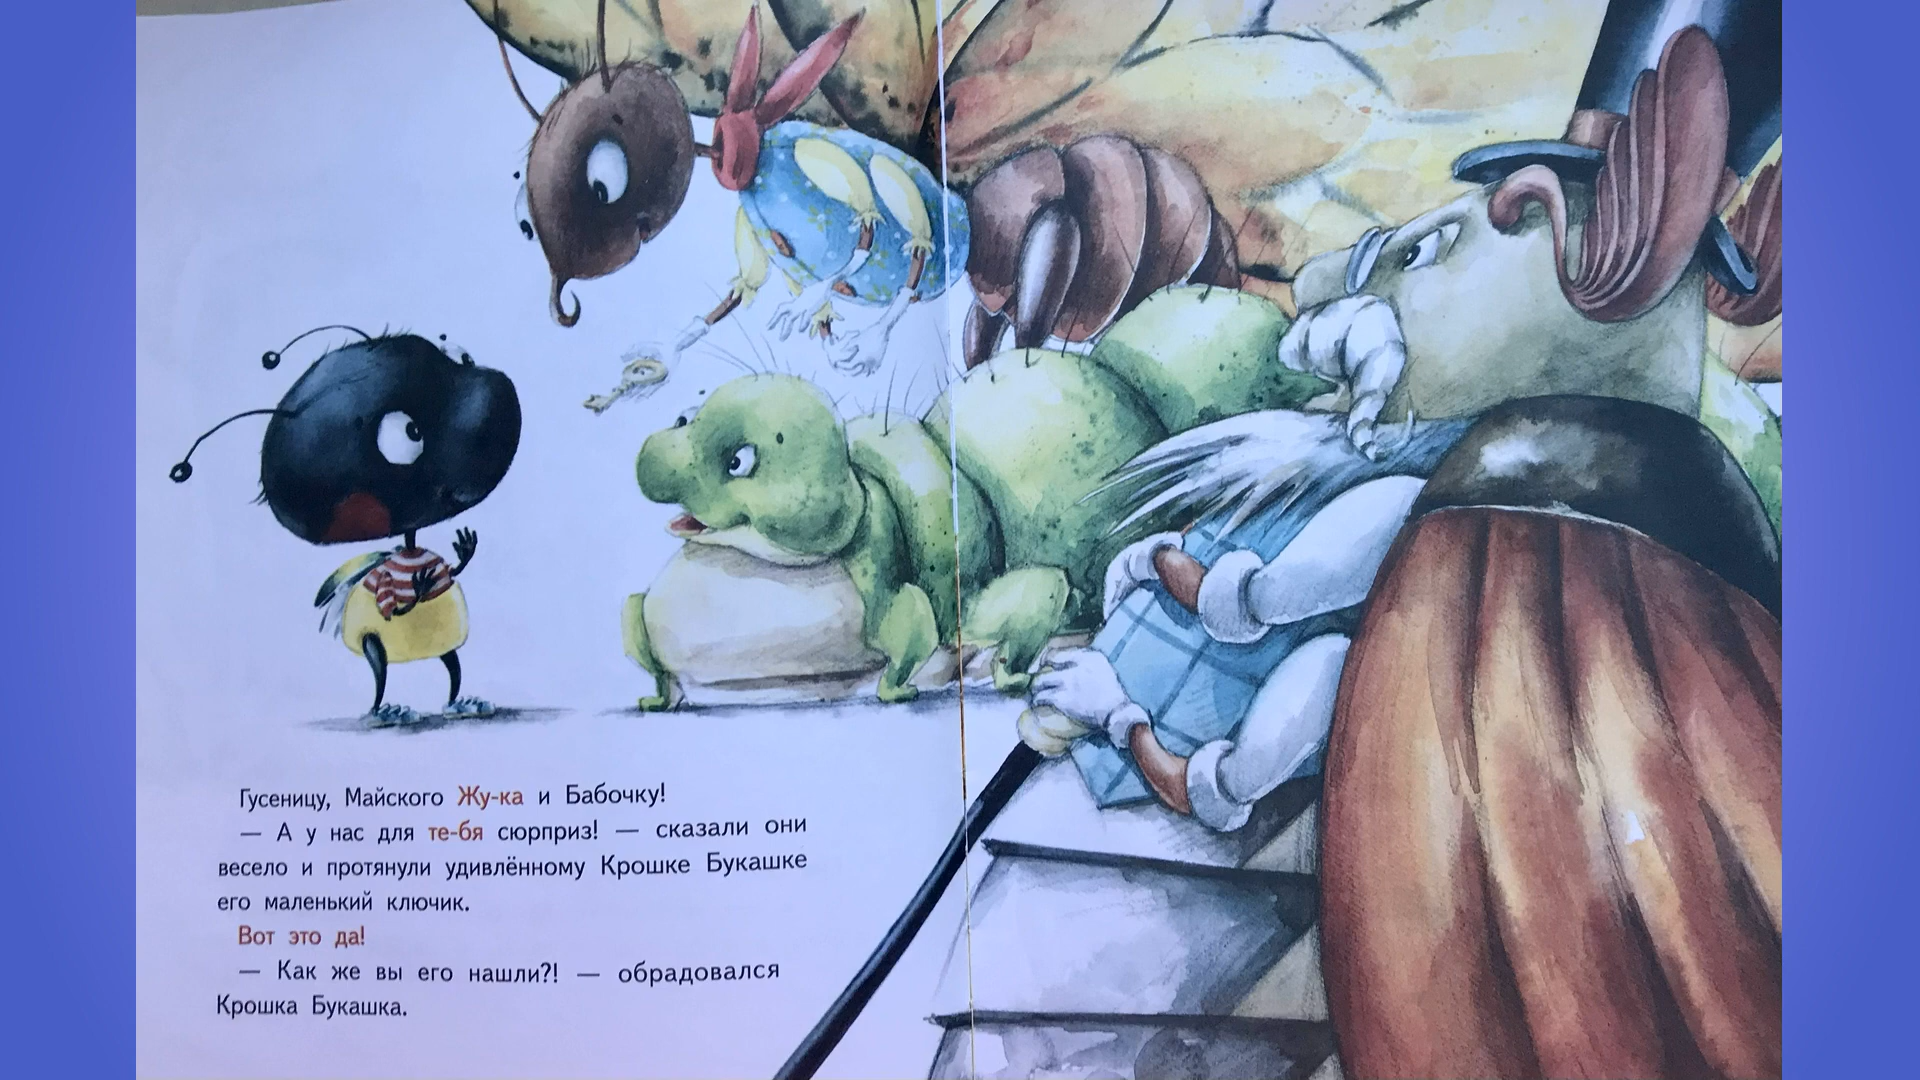 Гусеницу, Майского Жу-ка и Бабочку!
— А у нас для те-бя сюрприз! — сказали они
весело и протянули удивлённому Крошке Букашке
его маленький ключик.
Вот это да!
— Как же вы его нашли?! — обрадовался
Крошка Букашка.